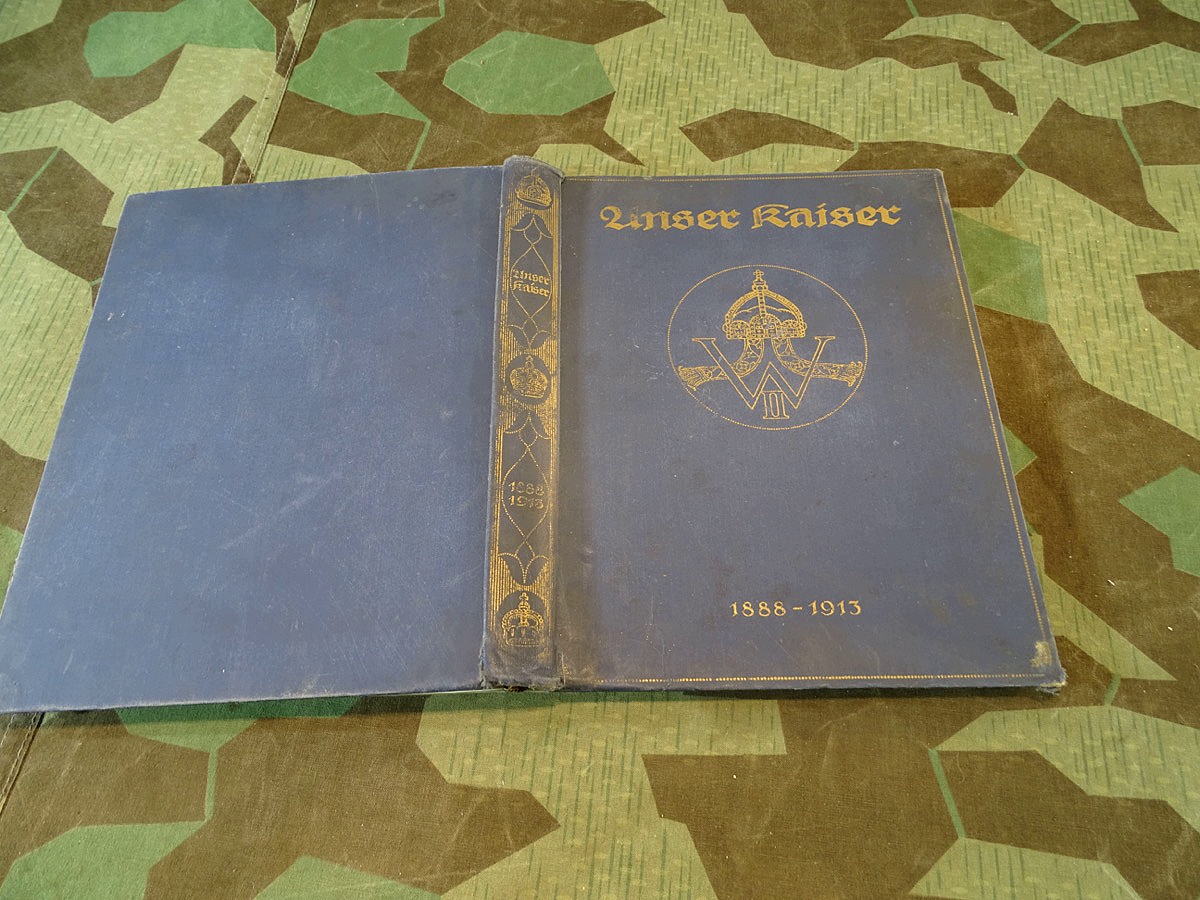 Unser
Kaiser
1888
1913
Unser Kaiser
W
II
1888-1913